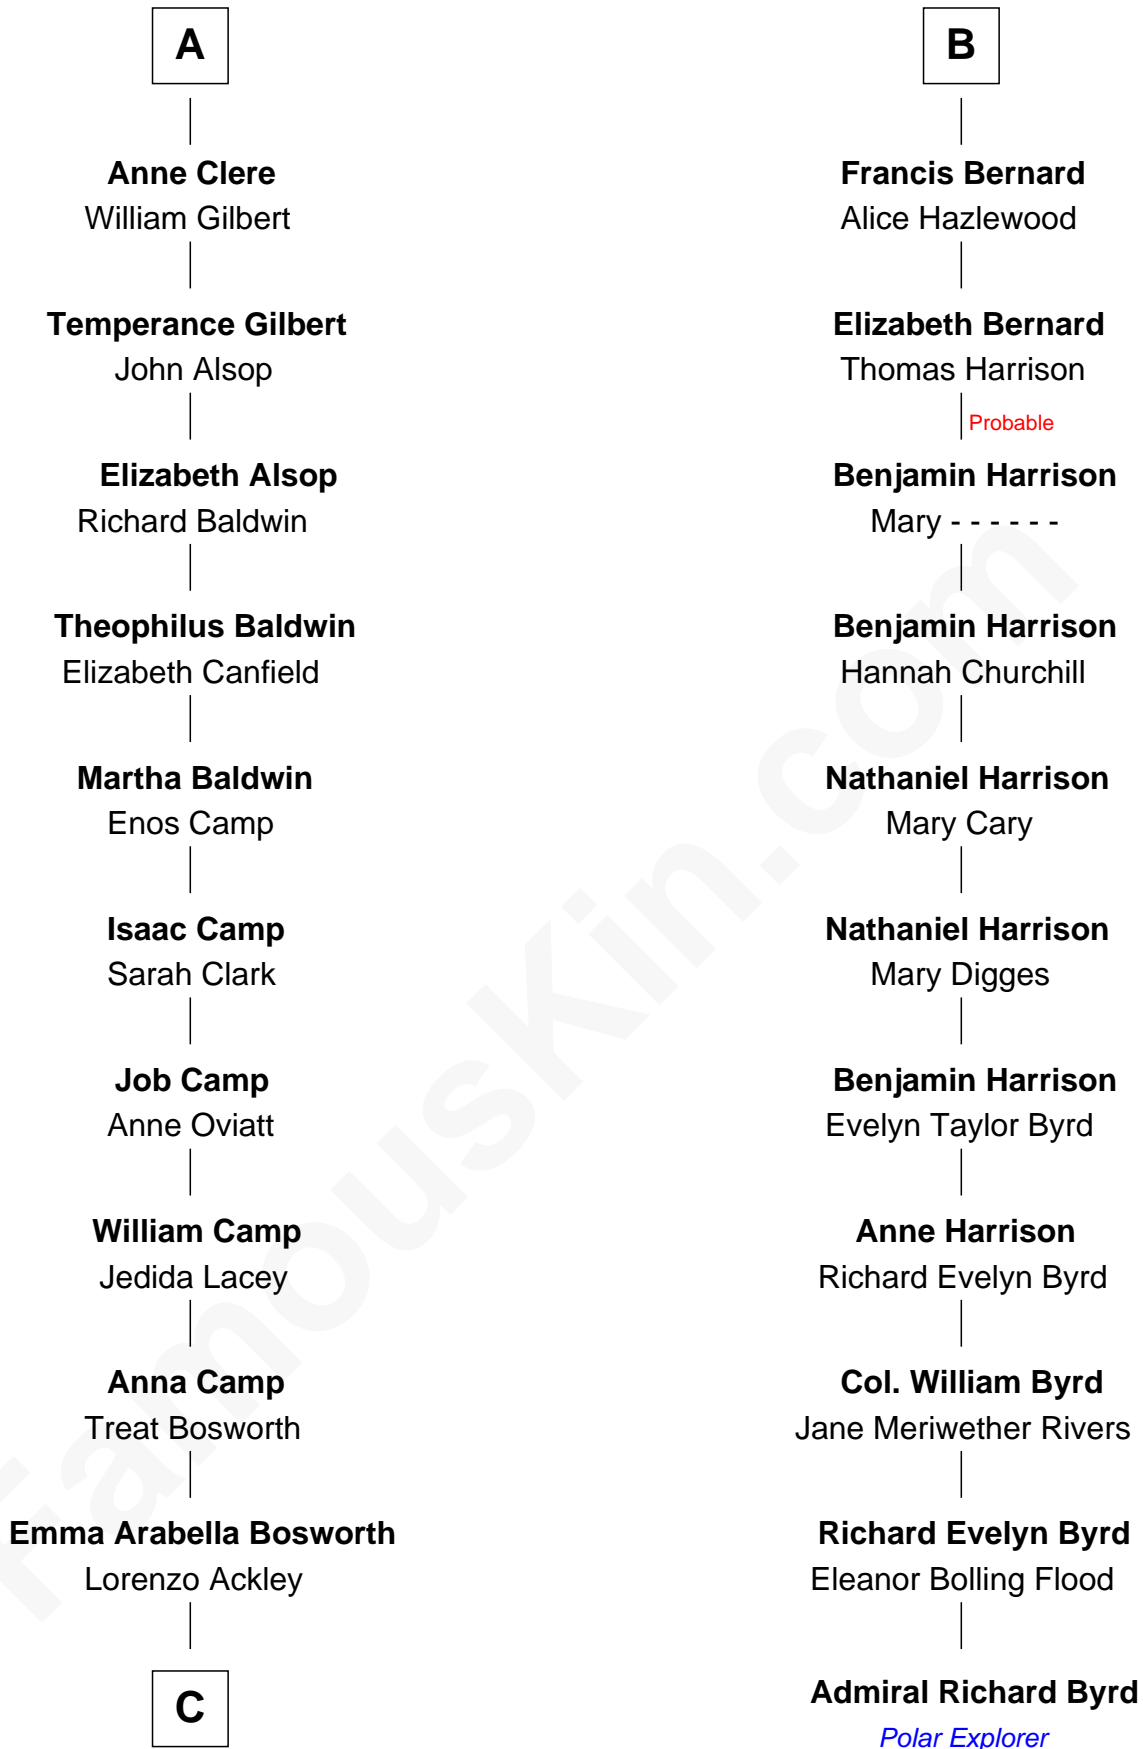 A
Anne Clere
William Gilbert
Temperance Gilbert
John Alsop
Elizabeth Alsop
Richard Baldwin
Theophilus Baldwin
Elizabeth Canfield
Martha Baldwin
Enos Camp
Isaac Camp
Sarah Clark
Job Camp
Anne Oviatt
William Camp
Jedida Lacey
Anna Camp
Treat Bosworth
Emma Arabella Bosworth
Lorenzo Ackley
C
B
Francis Bernard
Alice Hazlewood
Elizabeth Bernard
Thomas Harrison
Probable
Benjamin Harrison
Mary - - - - - -
Benjamin Harrison
Hannah Churchill
Nathaniel Harrison
Mary Cary
Nathaniel Harrison
Mary Digges
Benjamin Harrison
Evelyn Taylor Byrd
Anne Harrison
Richard Evelyn Byrd
Col. William Byrd
Jane Meriwether Rivers
Richard Evelyn Byrd
Eleanor Bolling Flood
Admiral Richard Byrd
Polar Explorer
FamousKin.com